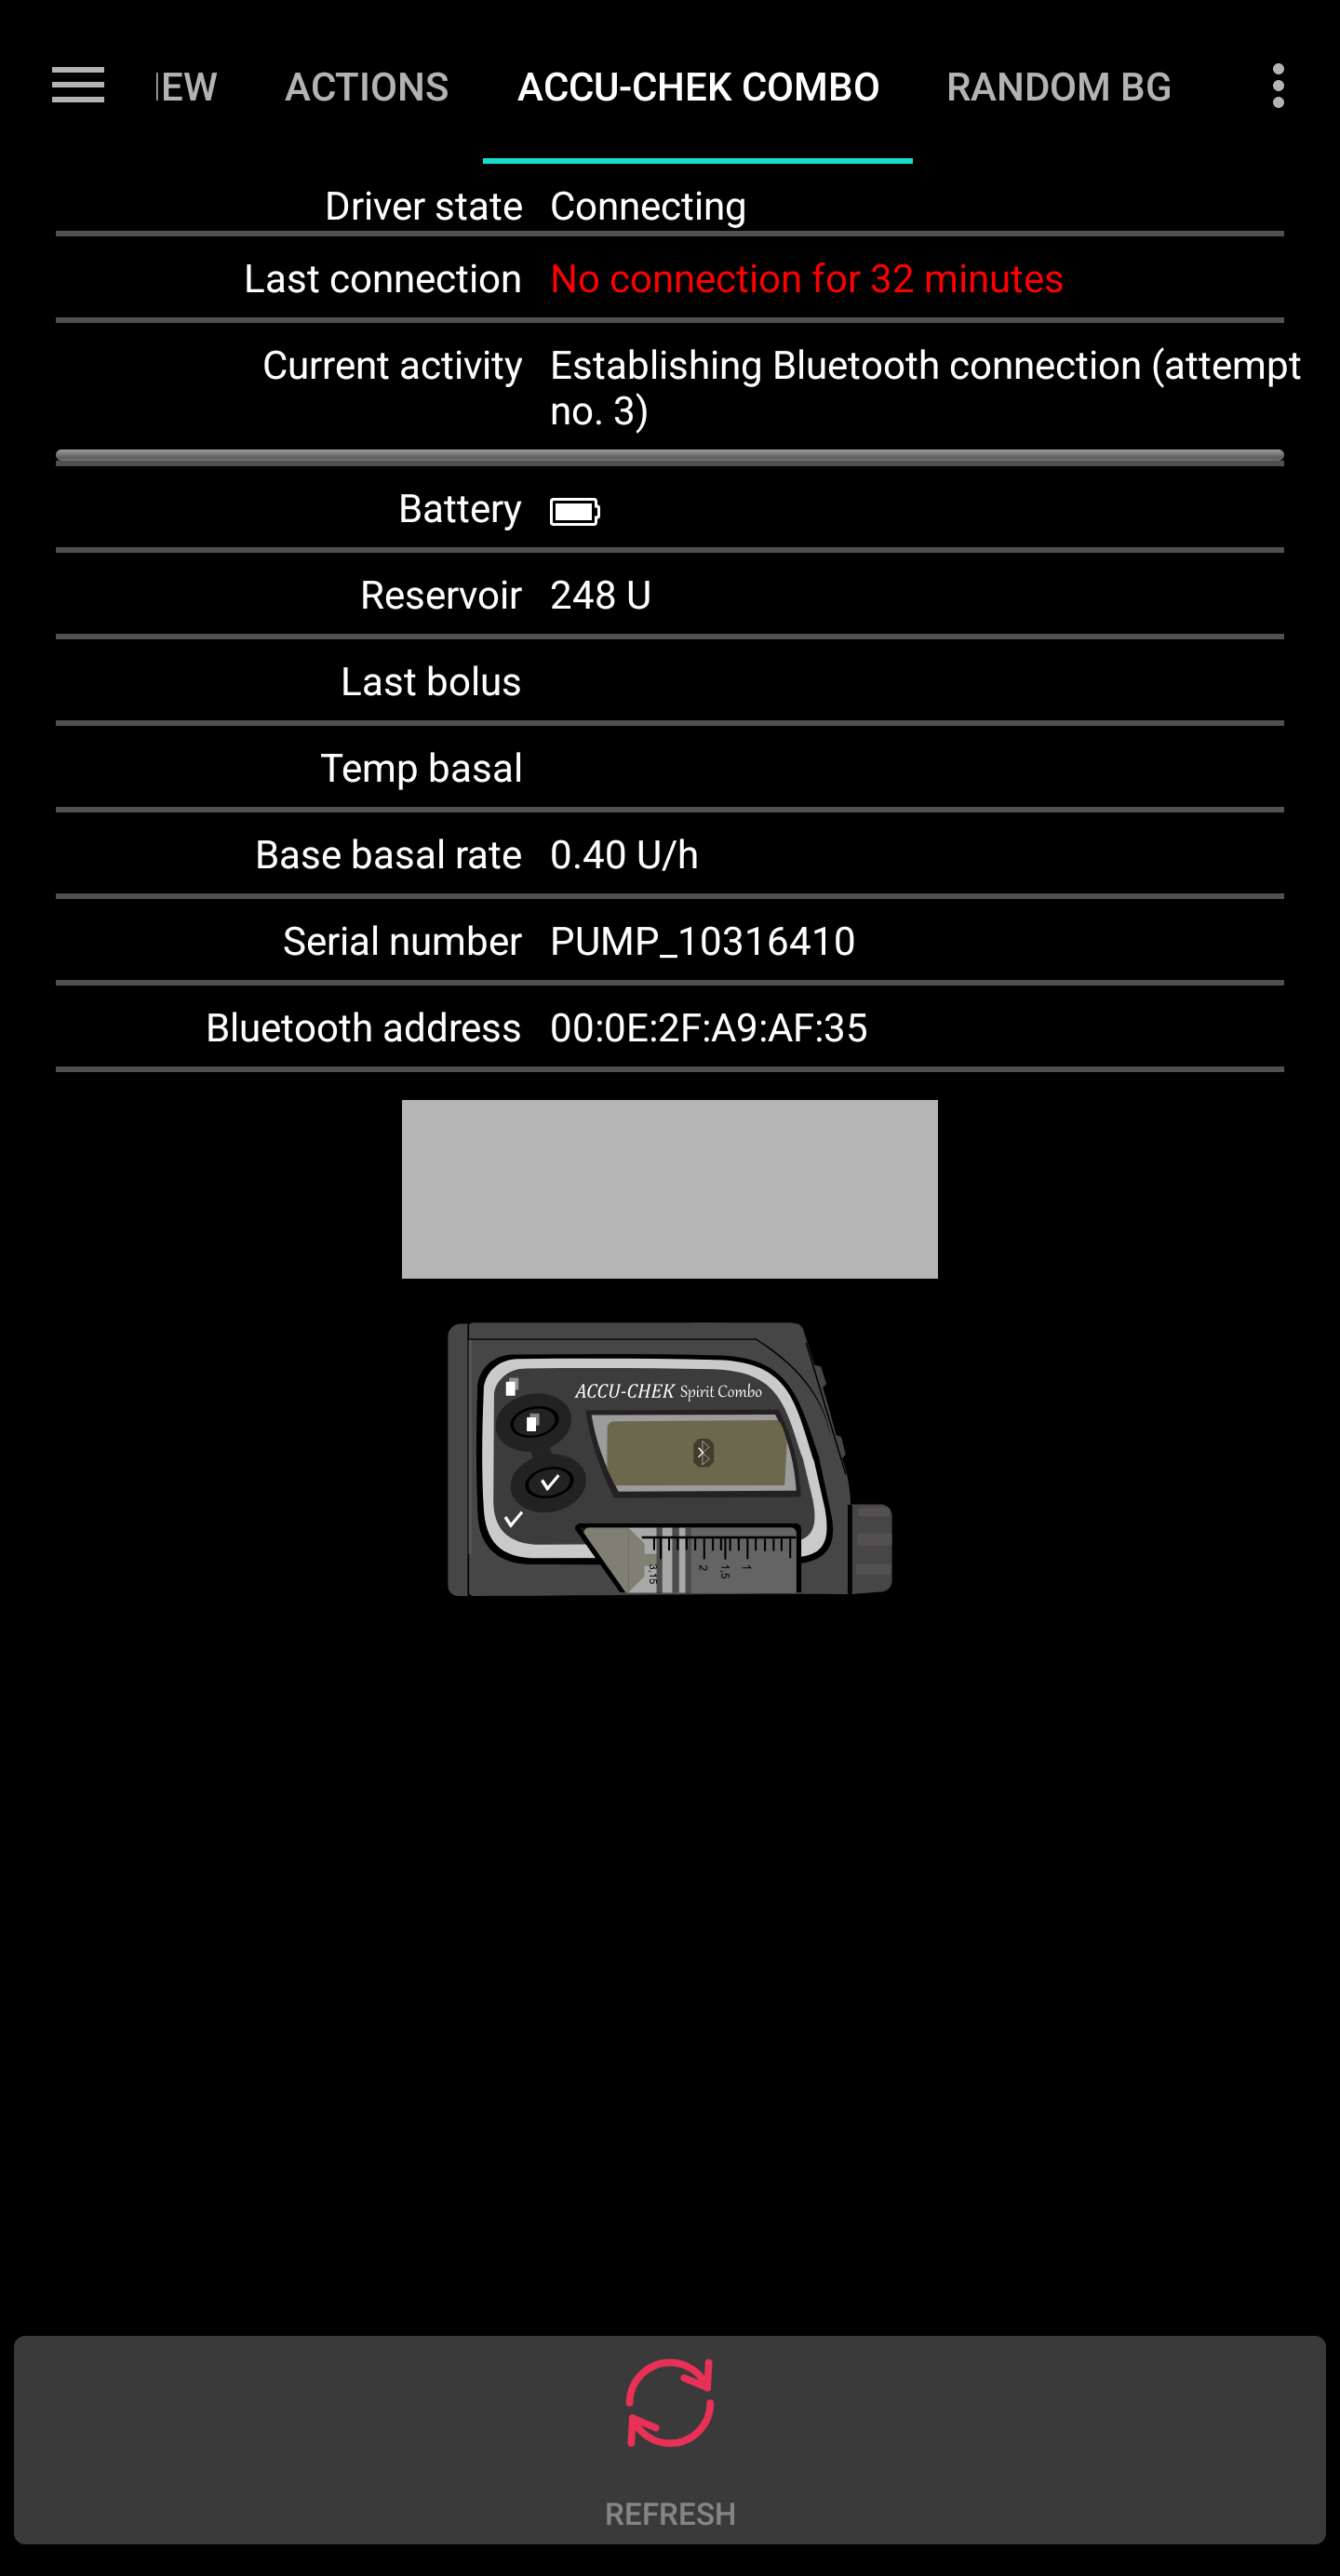 IEW ACTIONS ACCU-CHEK COMBO RANDOM BG
Driver state Connecting
Last connection No connection for 32 minutes
Current activity Establishing Bluetooth connection (attempt
no. 3)
Battery
Reservoir 248 U
Last bolus
Temp basal
Base basal rate 0.40 U/h
Serial number PUMP_10316410
Bluetooth address 00:0E:2F:A9:AF:35
ACCU-CHEK Spirit Combo
3,15 2 1,5 1
REFRESH